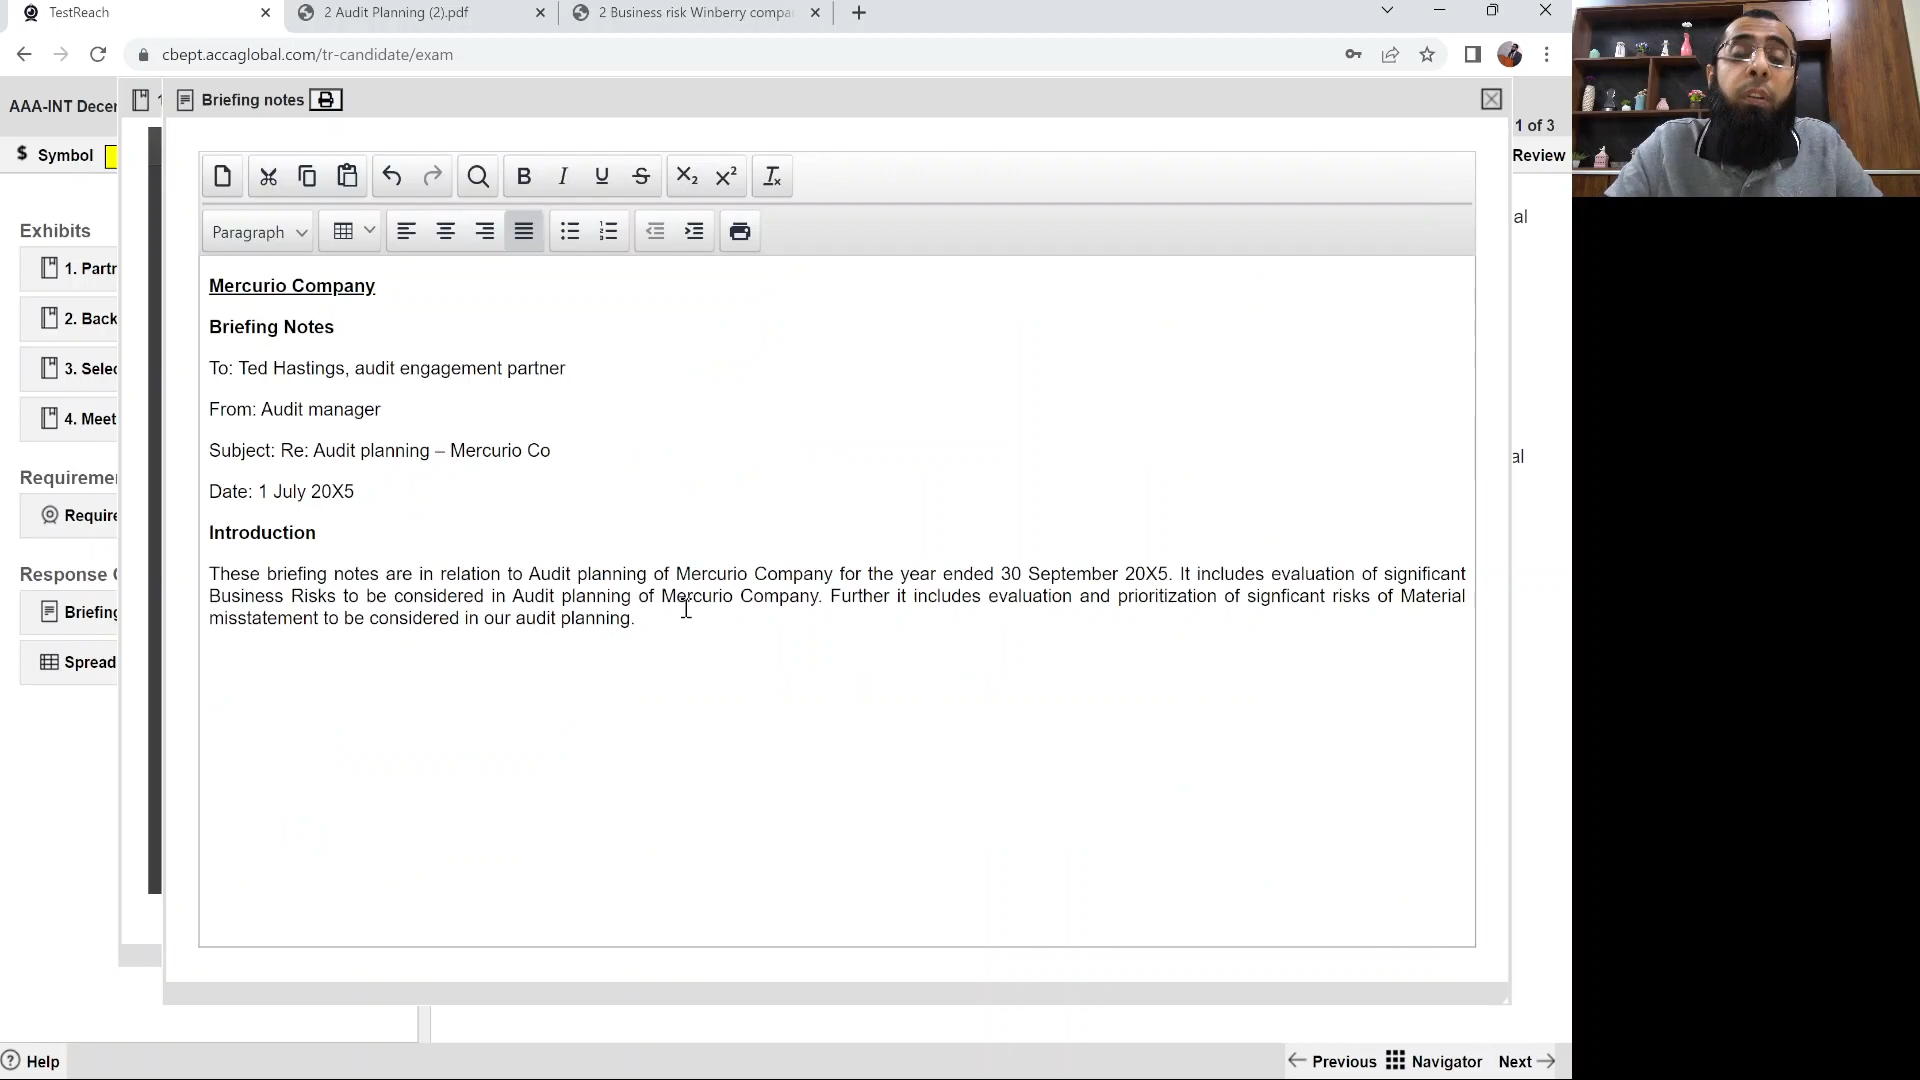 TestReach
2 Audit Planning (2).pdf
2 Business risk Winberry compa
cbept.accaglobal.com/tr-candidate/exam
AAA-INT Decer
1
Briefing notes
1 of 3
$ Symbol
Review
al
Exhibits
1. Partr
2. Back
3. Selec
4. Meet
Requireme
Require
Response
Briefing
Spread
al
Paragraph
Mercurio Company
Briefing Notes
To: Ted Hastings, audit engagement partner
From: Audit manager
Subject: Re: Audit planning – Mercurio Co
Date: 1 July 20X5
Introduction
These briefing notes are in relation to Audit planning of Mercurio Company for the year ended 30 September 20X5. It includes evaluation of significant
Business Risks to be considered in Audit planning of Mercurio Company. Further it includes evaluation and prioritization of signficant risks of Material
misstatement to be considered in our audit planning.
Help
Previous
Navigator
Next